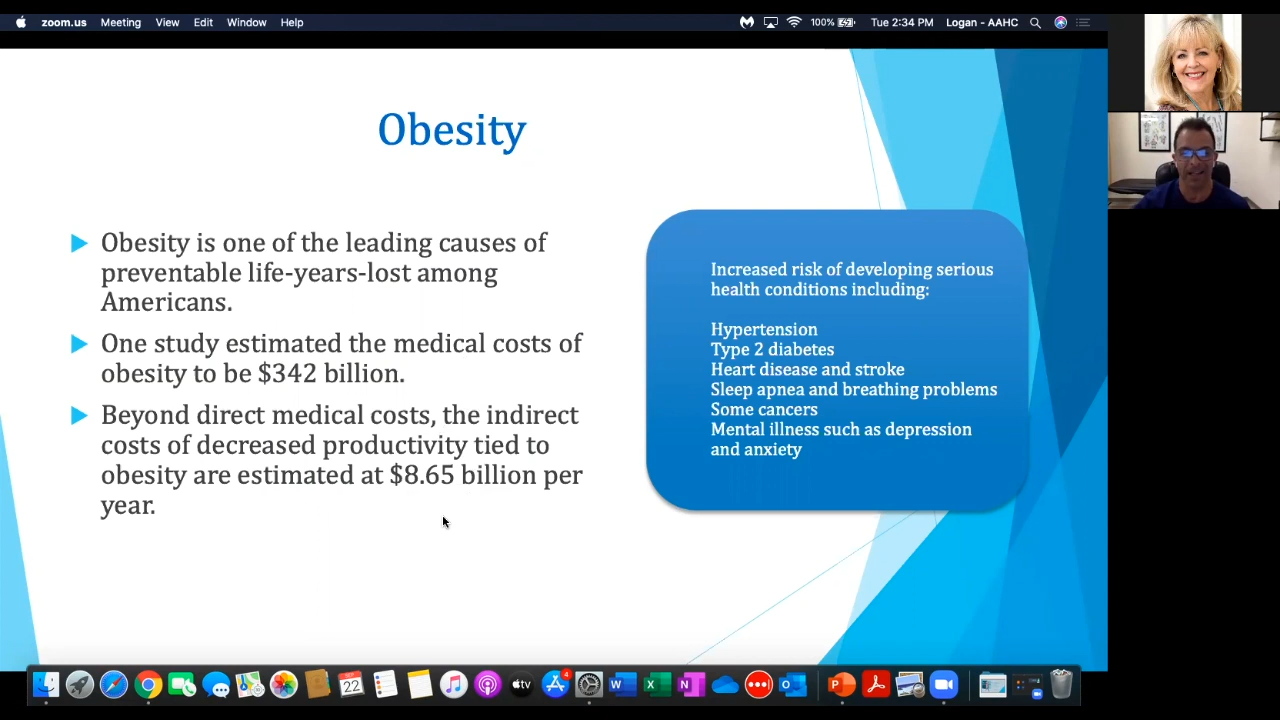 zoom.us Meeting View Edit Window Help 100% Tue 2:34 PM Logan - AAHC
Obesity
Obesity is one of the leading causes of
preventable life-years-lost among
Americans.
One study estimated the medical costs of
obesity to be $342 billion.
Beyond direct medical costs, the indirect
costs of decreased productivity tied to
obesity are estimated at $8.65 billion per
year.
Increased risk of developing serious
health conditions including:
Hypertension
Type 2 diabetes
Heart disease and stroke
Sleep apnea and breathing problems
Some cancers
Mental illness such as depression
and anxiety
22
tv
4
W
X
N
O
P